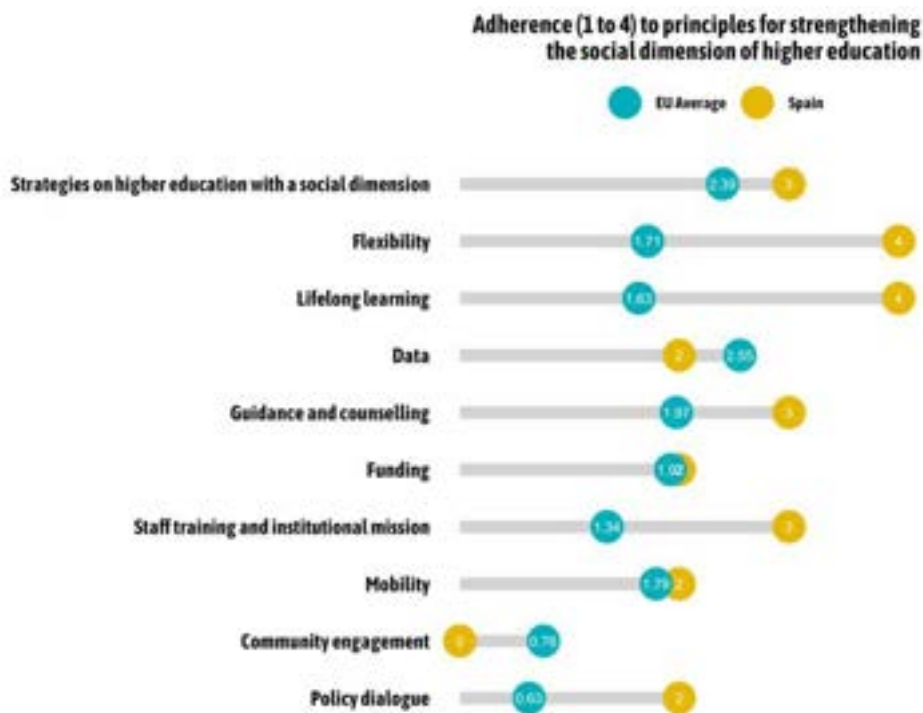 Adherence (1 to 4) to principles for strengthening
the social dimension of higher education
EU Average Spain
Strategies on higher education with a social dimension 2.39 3
Flexibility 1.71 4
Lifelong learning 1.63 4
Data 2 2.55
Guidance and counselling 1.97 3
Funding 1.92
Staff training and institutional mission 1.34 3
Mobility 1.79 2
Community engagement 0 0.76
Policy dialogue 0.63 2